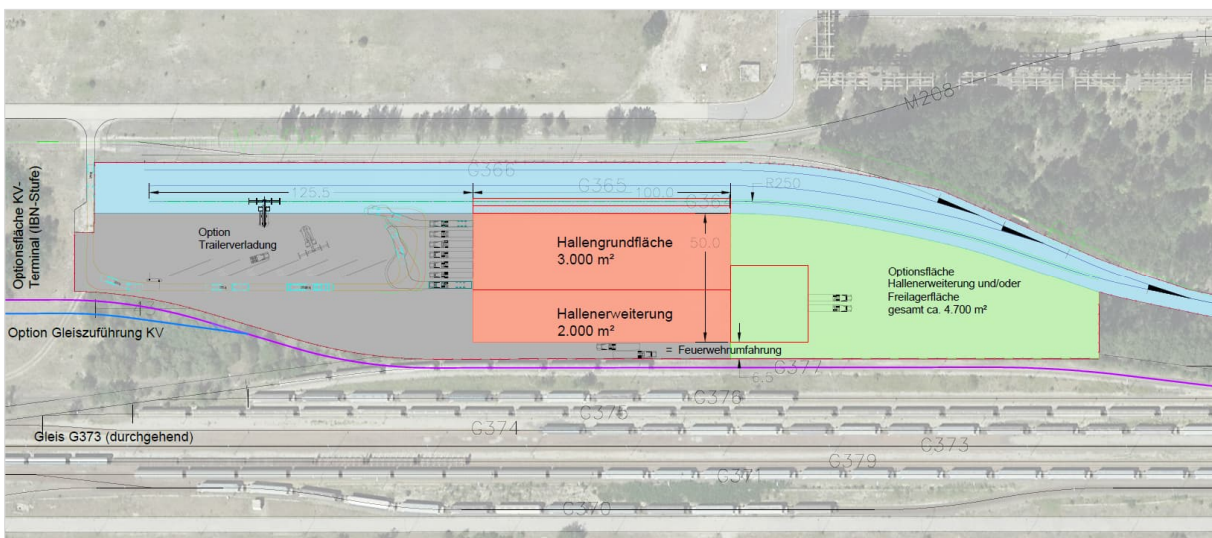 M208
G366
125.5
G365
100.0
R250
G364
Optionsfläche KV-
Terminal (IBN-Stufe)
Option
Trailerverladung
Hallengrundfläche
3.000 m²
50.0
Optionsfläche
Hallenerweiterung und/oder
Freilagerfläche
gesamt ca. 4.700 m²
Hallenerweiterung
2.000 m²
Option Gleiszuführung KV
= Feuerwehrumfahrung
G377
6.5
G376
G375
G374
Gleis G373 (durchgehend)
G373
G379
G371
G370